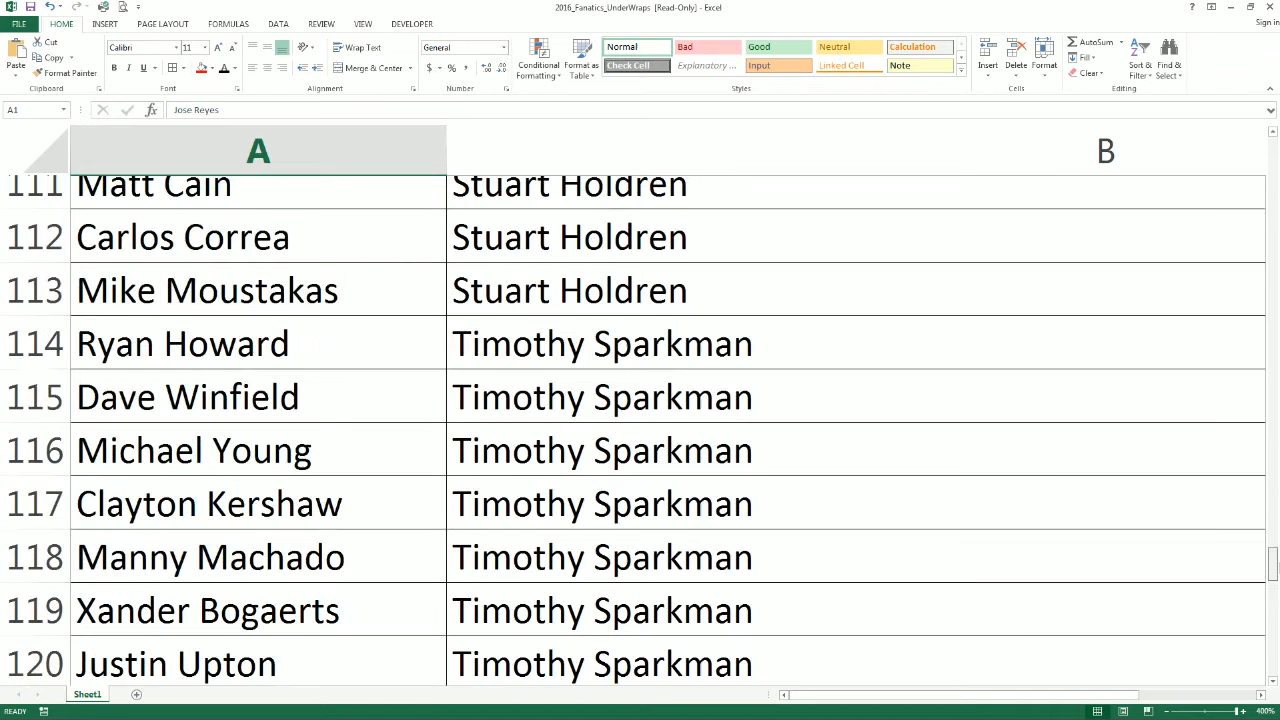 2016_Fanatics_UnderWraps [Read-Only] - Excel
FILE HOME INSERT PAGE LAYOUT FORMULAS DATA REVIEW VIEW DEVELOPER Sign in
Cut AutoSum
Copy Wrap Text General Normal Bad Good Neutral Calculation Fill
Calibri 11
Paste Format Painter Merge & Center Conditional Formatting Format as Table Check Cell Explanatory ... Input Linked Cell Note Insert Delete Format Clear Sort & Filter Find & Select
Clipboard Font Alignment Number Styles Cells Editing
A1 Jose Reyes
A B
111 Matt Cain Stuart Holdren
112 Carlos Correa Stuart Holdren
113 Mike Moustakas Stuart Holdren
114 Ryan Howard Timothy Sparkman
115 Dave Winfield Timothy Sparkman
116 Michael Young Timothy Sparkman
117 Clayton Kershaw Timothy Sparkman
118 Manny Machado Timothy Sparkman
119 Xander Bogaerts Timothy Sparkman
120 Justin Upton Timothy Sparkman
Sheet1
READY 400%